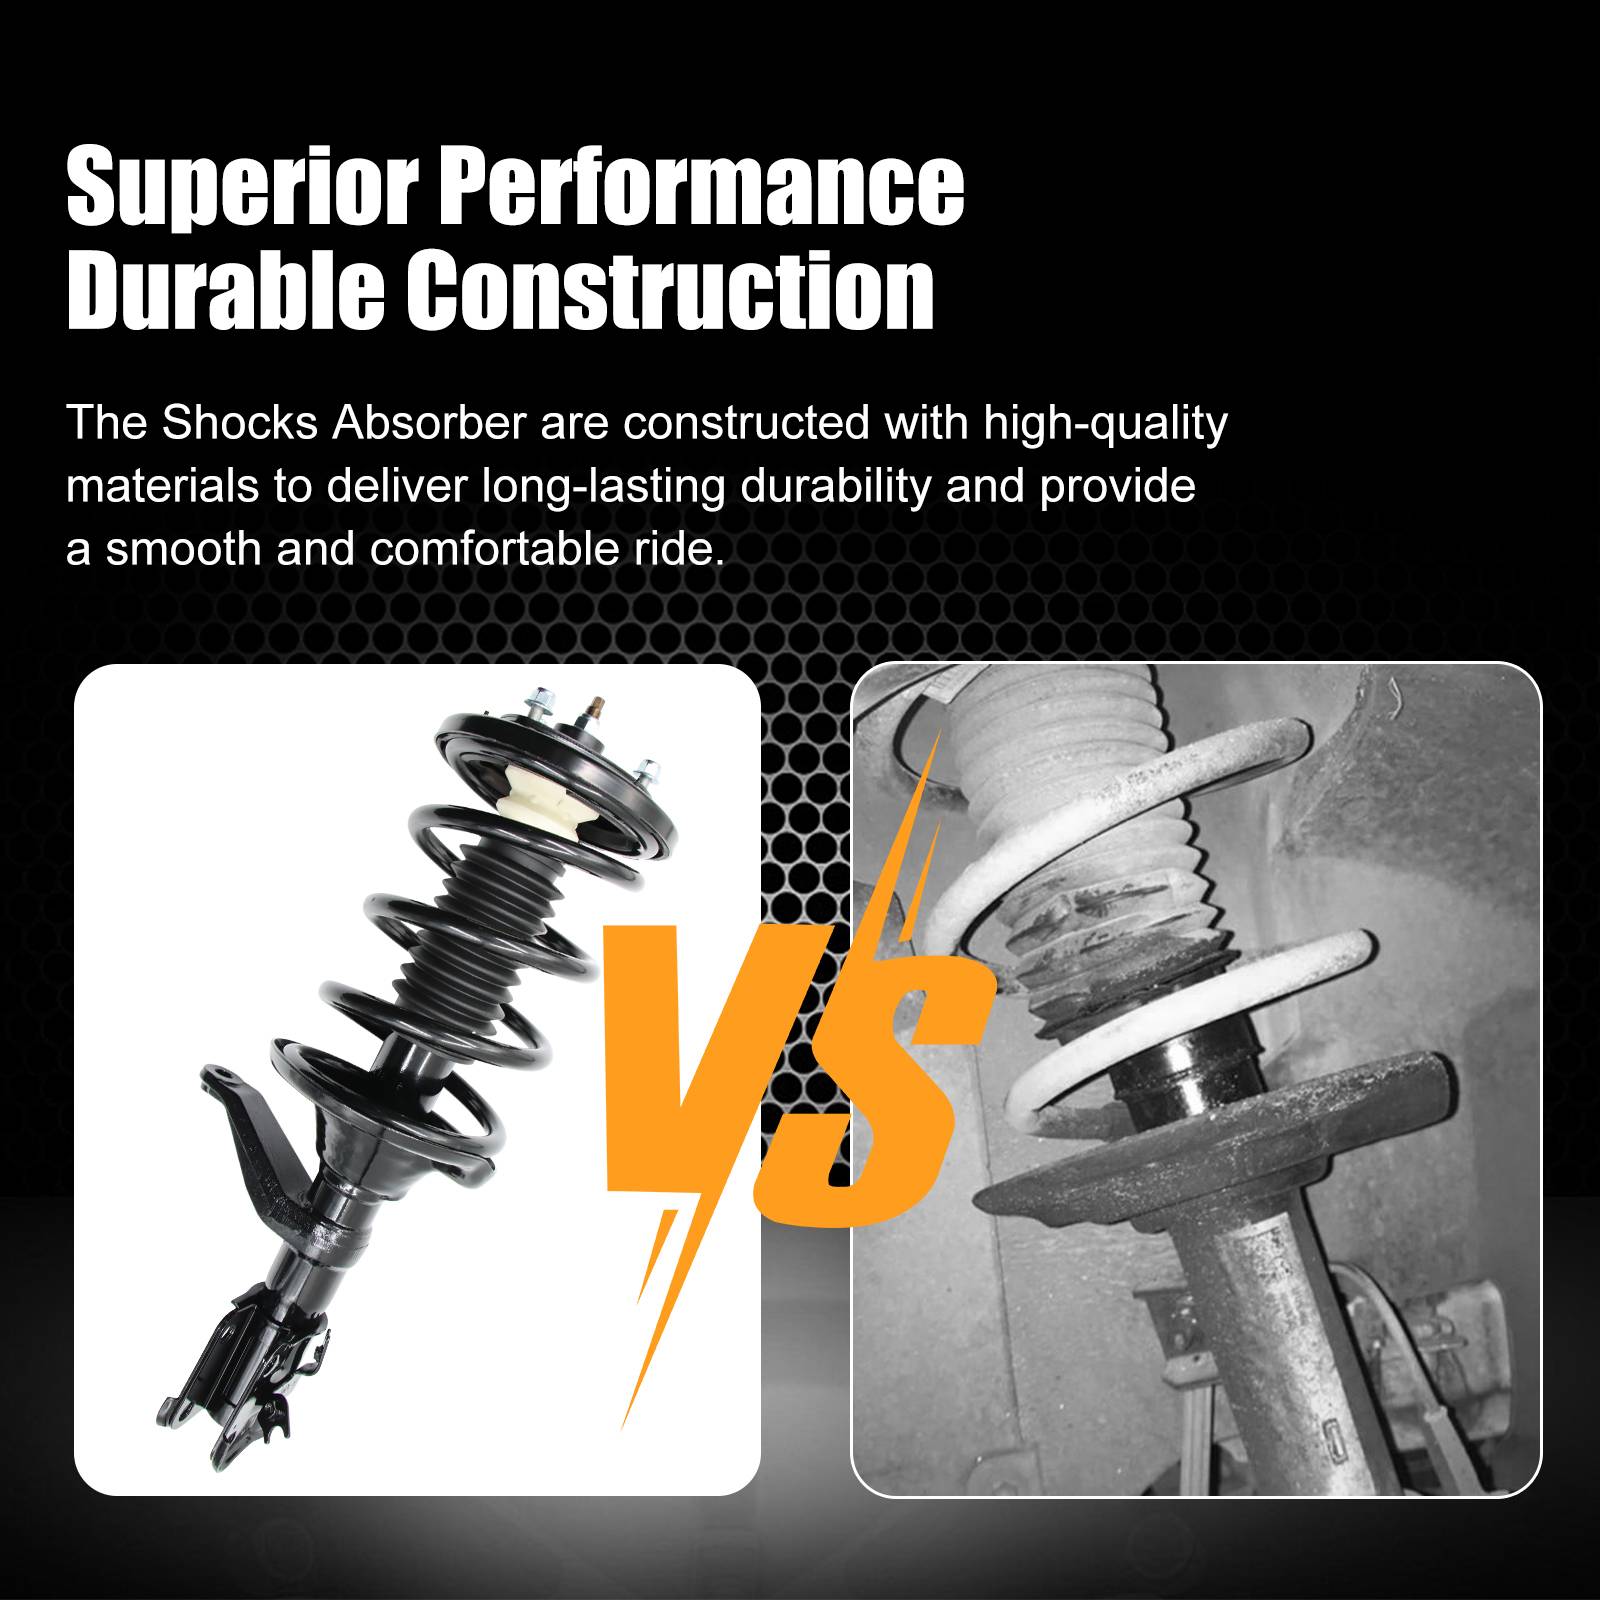 Superior Performance
Durable Construction
The Shocks Absorber are constructed with high-quality
materials to deliver long-lasting durability and provide
a smooth and comfortable ride.
VS